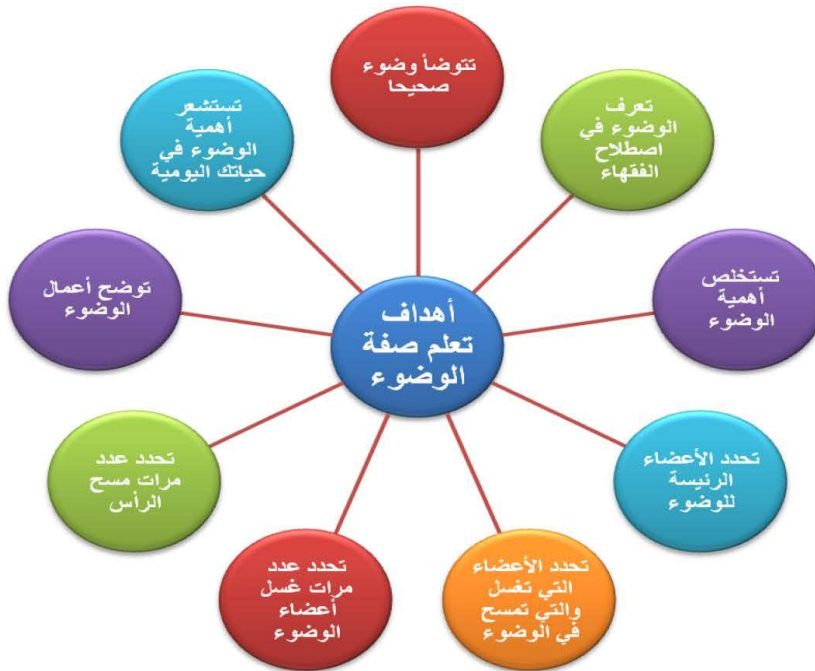 تتوضأ وضوء
صحيحا
تعرف
الوضوء في
اصطلاح
الفقهاء
تستخلص
أهمية
الوضوء
تحدد الأعضاء
الرئيسة
للوضوء
تحدد الأعضاء
التي تغسل
والتي تمسح
في الوضوء
تحدد عدد
مرات غسل
أعضاء
الوضوء
تحدد عدد
مرات مسح
الرأس
توضح أعمال
الوضوء
تستشعر
أهمية
الوضوء في
حياتك اليومية
أهداف
تعلم صفة
الوضوء